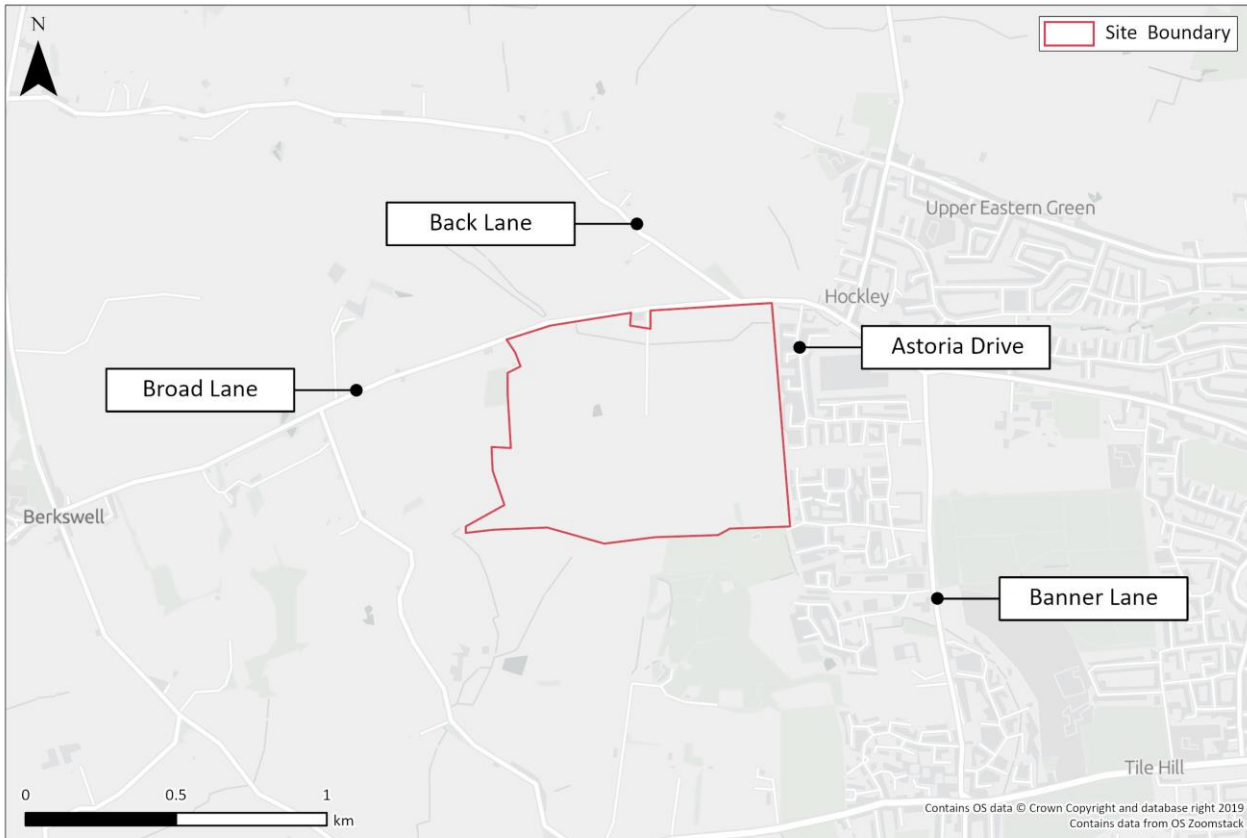 N
Site Boundary
Upper Eastern Green
Back Lane
Hockley
Astoria Drive
Broad Lane
Berkswell
Banner Lane
Tile Hill
0 0.5 1
km
Contains OS data © Crown Copyright and database right 2019
Contains data from OS Zoomstack